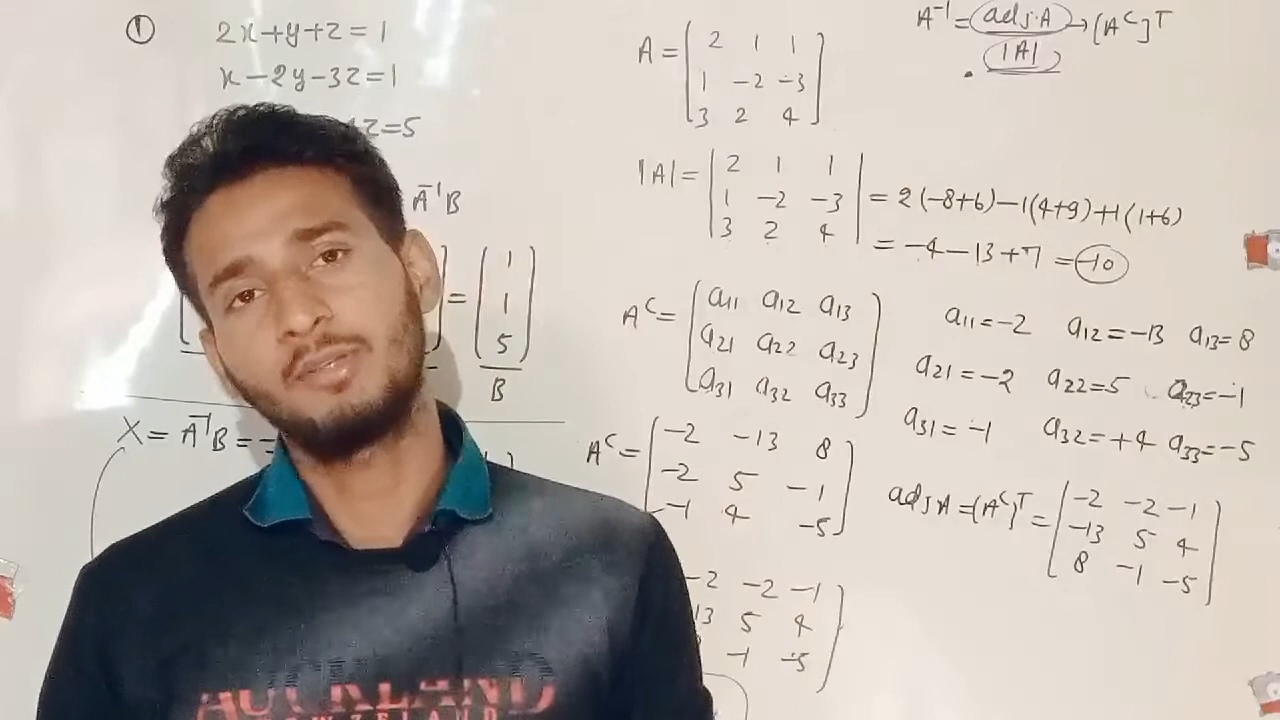 ① 2x+y+z=1
x-2y-3z=1
4z=5
A⁻¹B
= [1
1
5]
B
X = A⁻¹B = -
A = [2 1 1
1 -2 -3
3 2 4]
|A| = |2 1 1
1 -2 -3
3 2 4| = 2(-8+6)-1(4+9)+1(1+6)
= -4-13+7 = -10
A^C = [a11 a12 a13
a21 a22 a23
a31 a32 a33]
A^C = [-2 -13 8
-2 5 -1
-1 4 -5]
-2 -2 -1
13 5 4
-1 -5]
A⁻¹ = adj.A → [A^C]^T
|A|
a11=-2 a12=-13 a13=8
a21=-2 a22=5 a23=-1
a31=-1 a32=+4 a33=-5
adjA=(A^C)^T = [-2 -2 -1
-13 5 4
8 -1 -5]
AUCKLAND